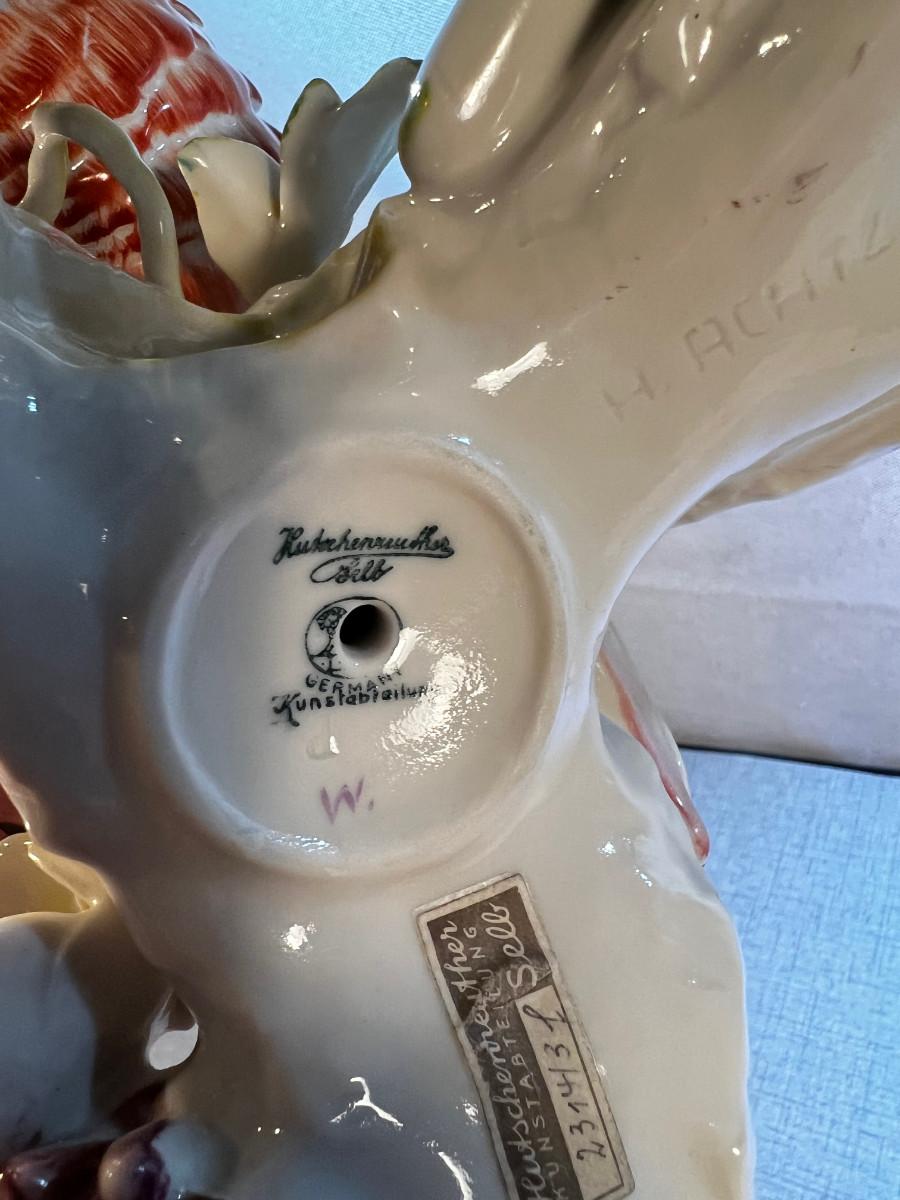 H. ACHTZ
Hutschenreuther
Selb
GERMANY
Kunstabteilung
W.
Hutschenreuther
KUNSTABTEILUNG Selb
2314/3 f